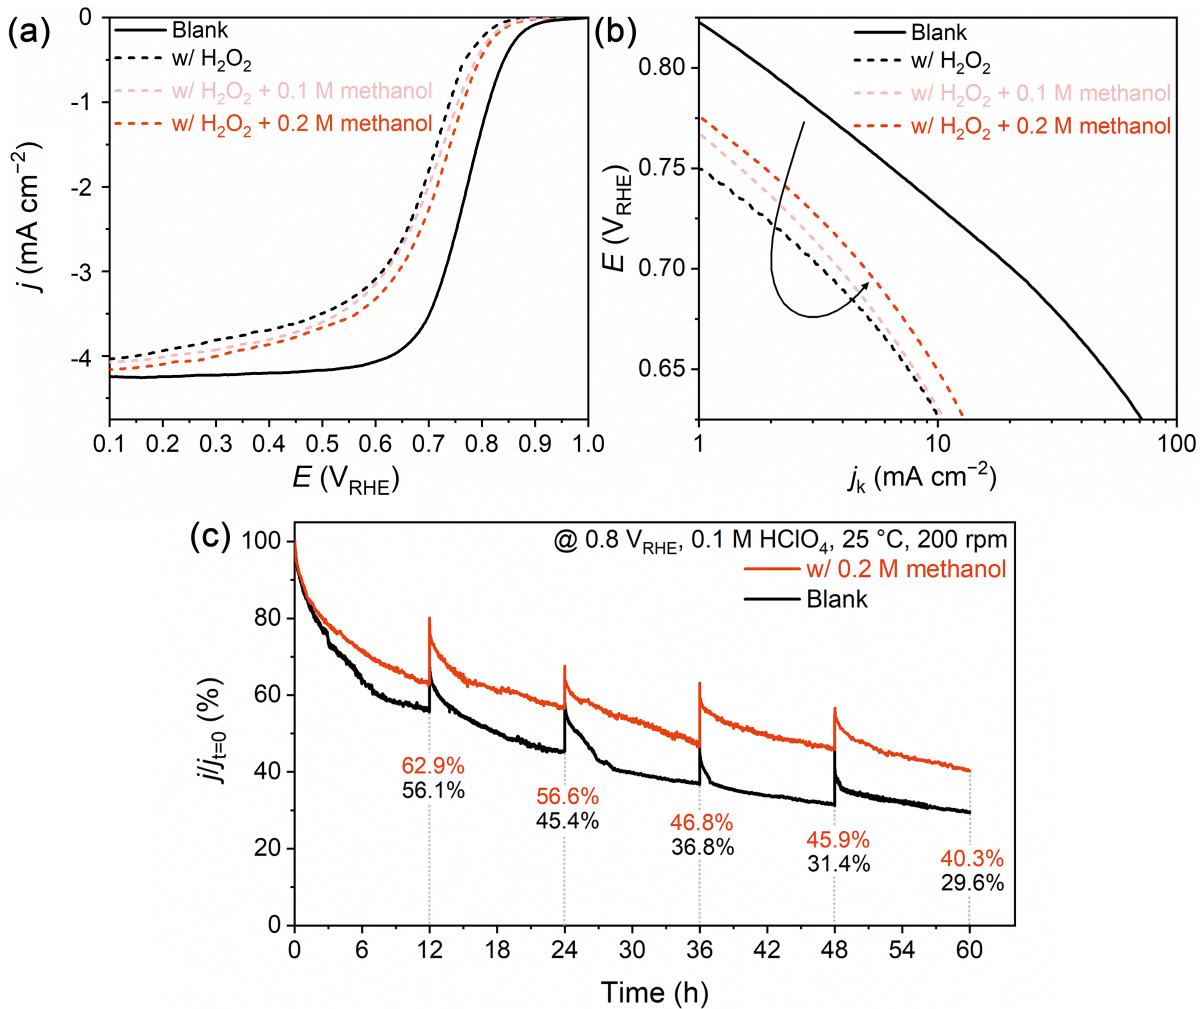 (a)
Blank
w/ H₂O₂
w/ H₂O₂ + 0.1 M methanol
w/ H₂O₂ + 0.2 M methanol
0
-1
-2
-3
-4
j (mA cm⁻²)
0.1 0.2 0.3 0.4 0.5 0.6 0.7 0.8 0.9 1.0
E (V_RHE)
(b)
Blank
w/ H₂O₂
w/ H₂O₂ + 0.1 M methanol
w/ H₂O₂ + 0.2 M methanol
0.80
0.75
0.70
0.65
E (V_RHE)
1 10 100
j_k (mA cm⁻²)
(c)
@ 0.8 V_RHE, 0.1 M HClO₄, 25 °C, 200 rpm
w/ 0.2 M methanol
Blank
100
80
60
40
20
0
j/j_t=0 (%)
62.9%
56.1%
56.6%
45.4%
46.8%
36.8%
45.9%
31.4%
40.3%
29.6%
0 6 12 18 24 30 36 42 48 54 60
Time (h)